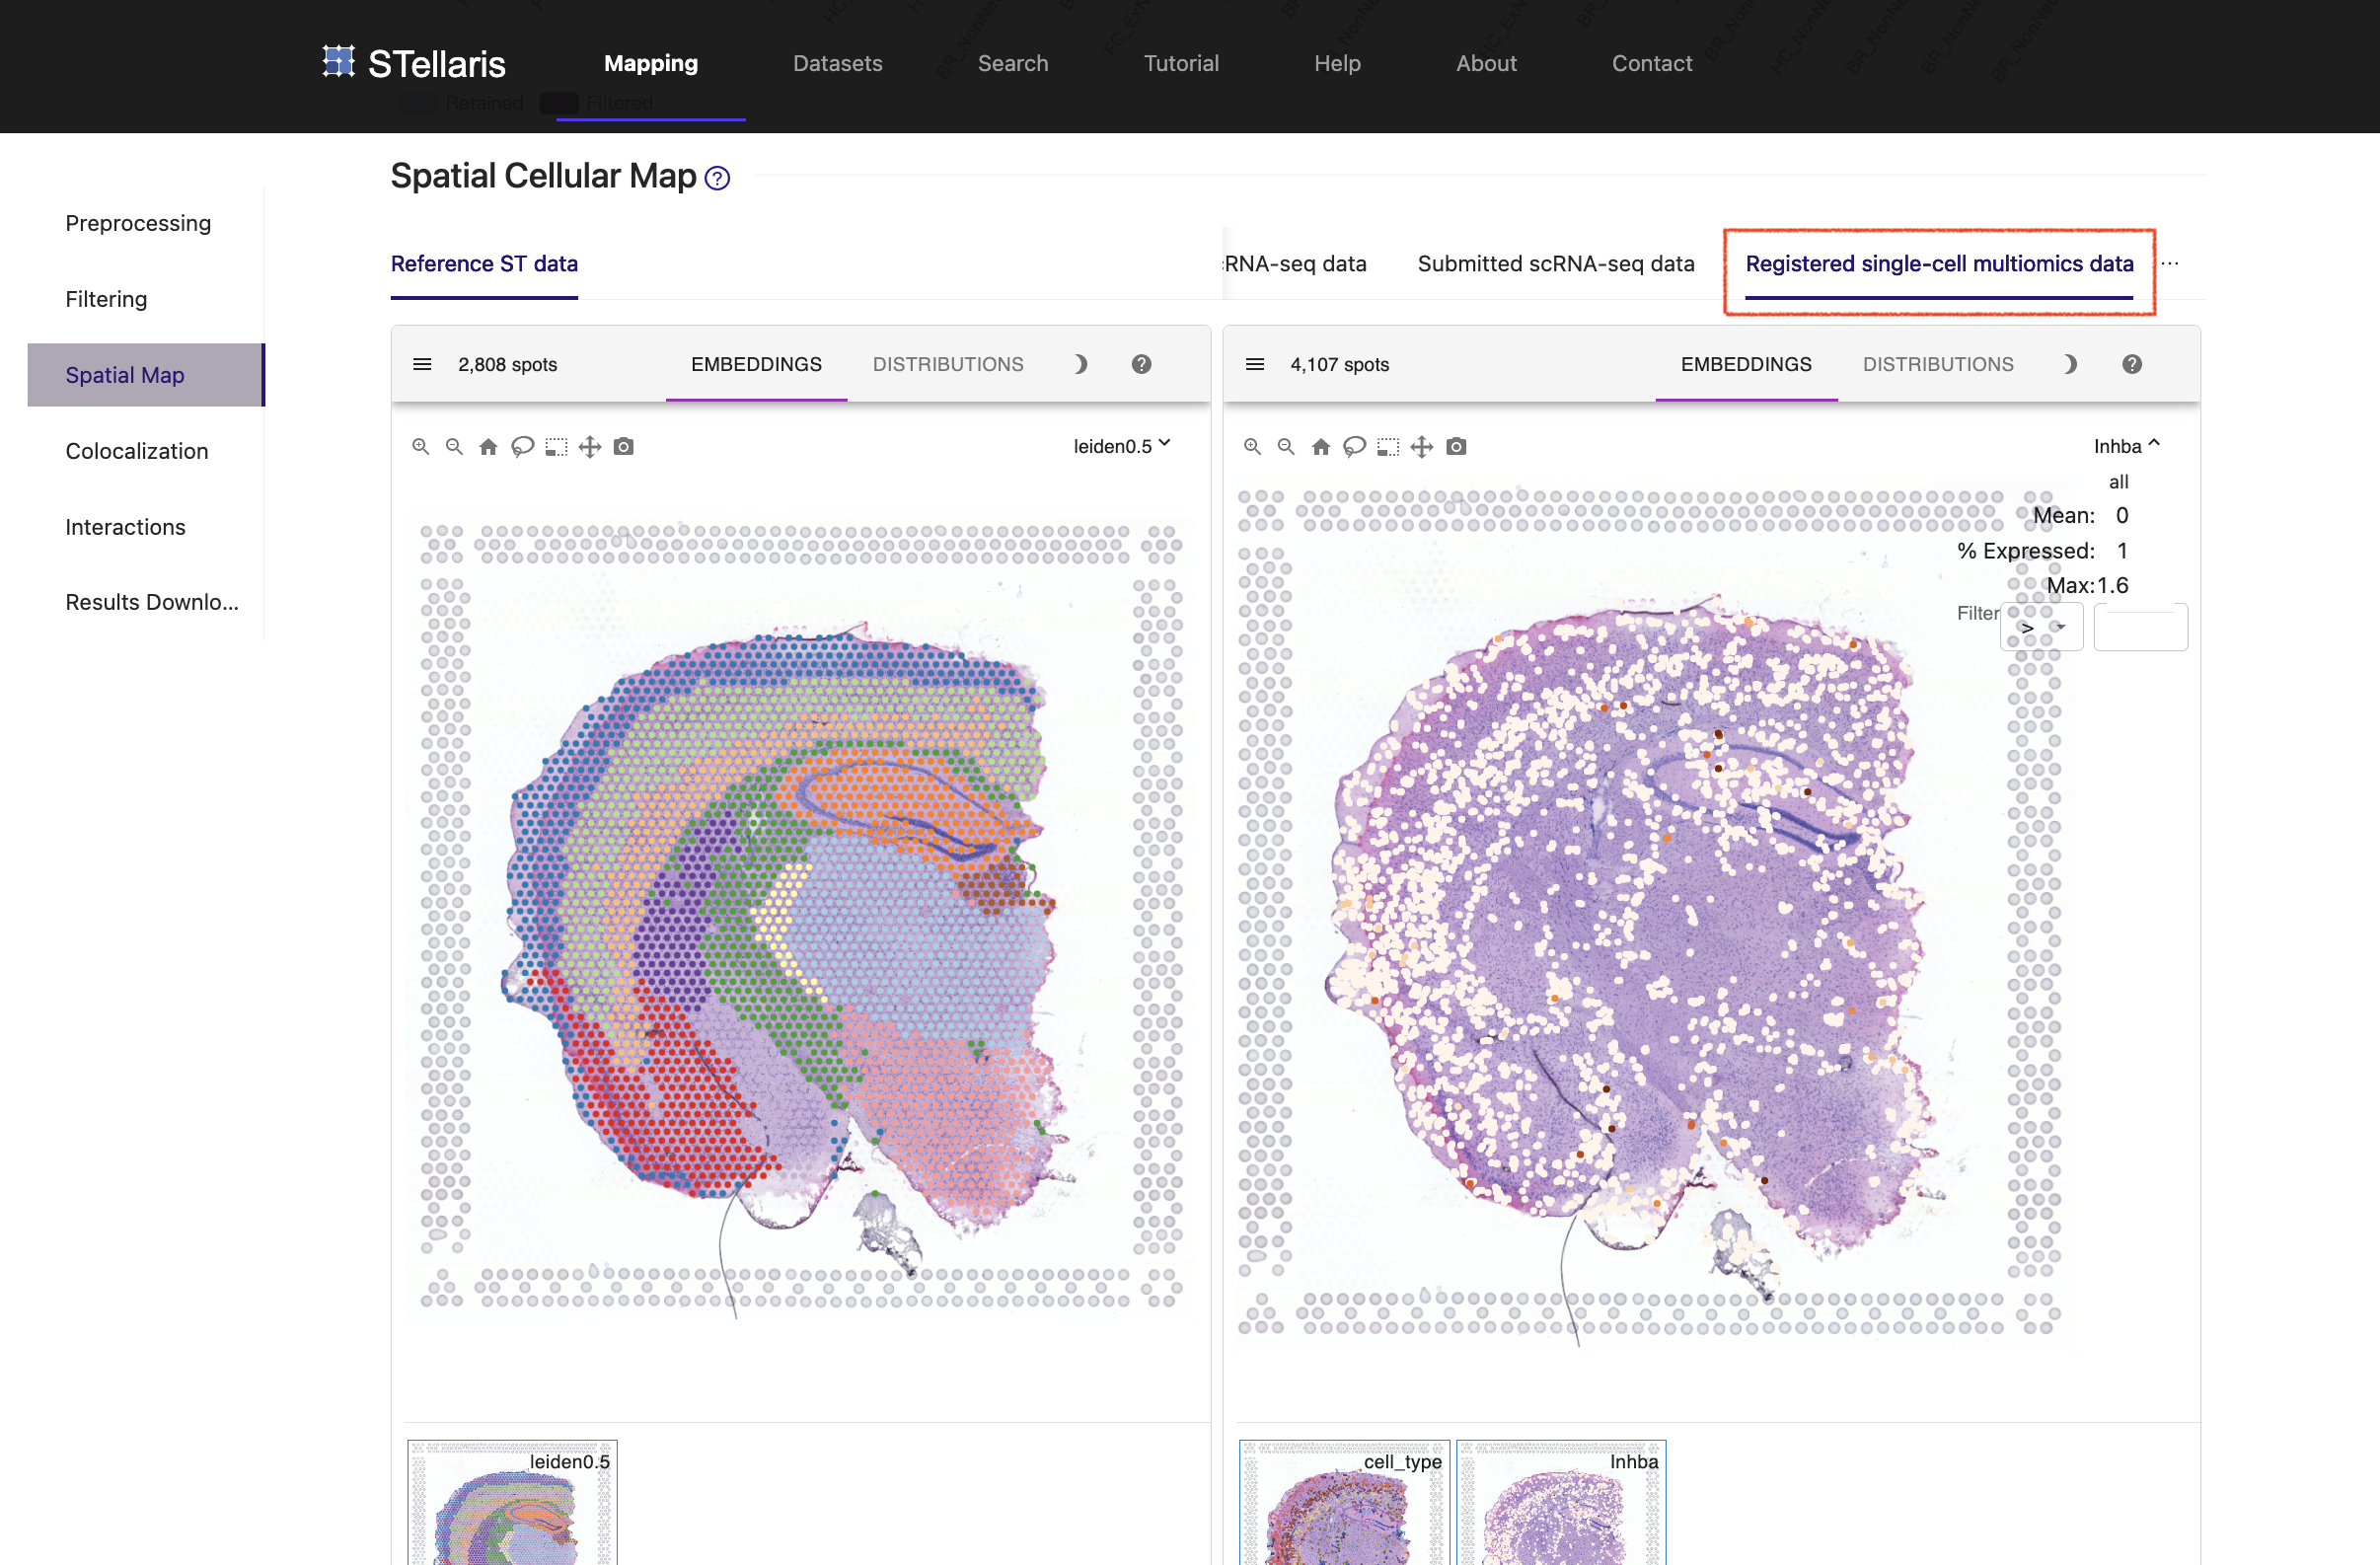 STellaris
Mapping
Datasets
Search
Tutorial
Help
About
Contact
Retained
Filtered
Spatial Cellular Map ?
Preprocessing
Filtering
Spatial Map
Colocalization
Interactions
Results Downlo...
Reference ST data
RNA-seq data
Submitted scRNA-seq data
Registered single-cell multiomics data
...
2,808 spots
EMBEDDINGS
DISTRIBUTIONS
?
4,107 spots
EMBEDDINGS
DISTRIBUTIONS
?
leiden0.5
Inhba
all
Mean: 0
% Expressed: 1
Max: 1.6
Filter >
leiden0.5
cell_type
Inhba